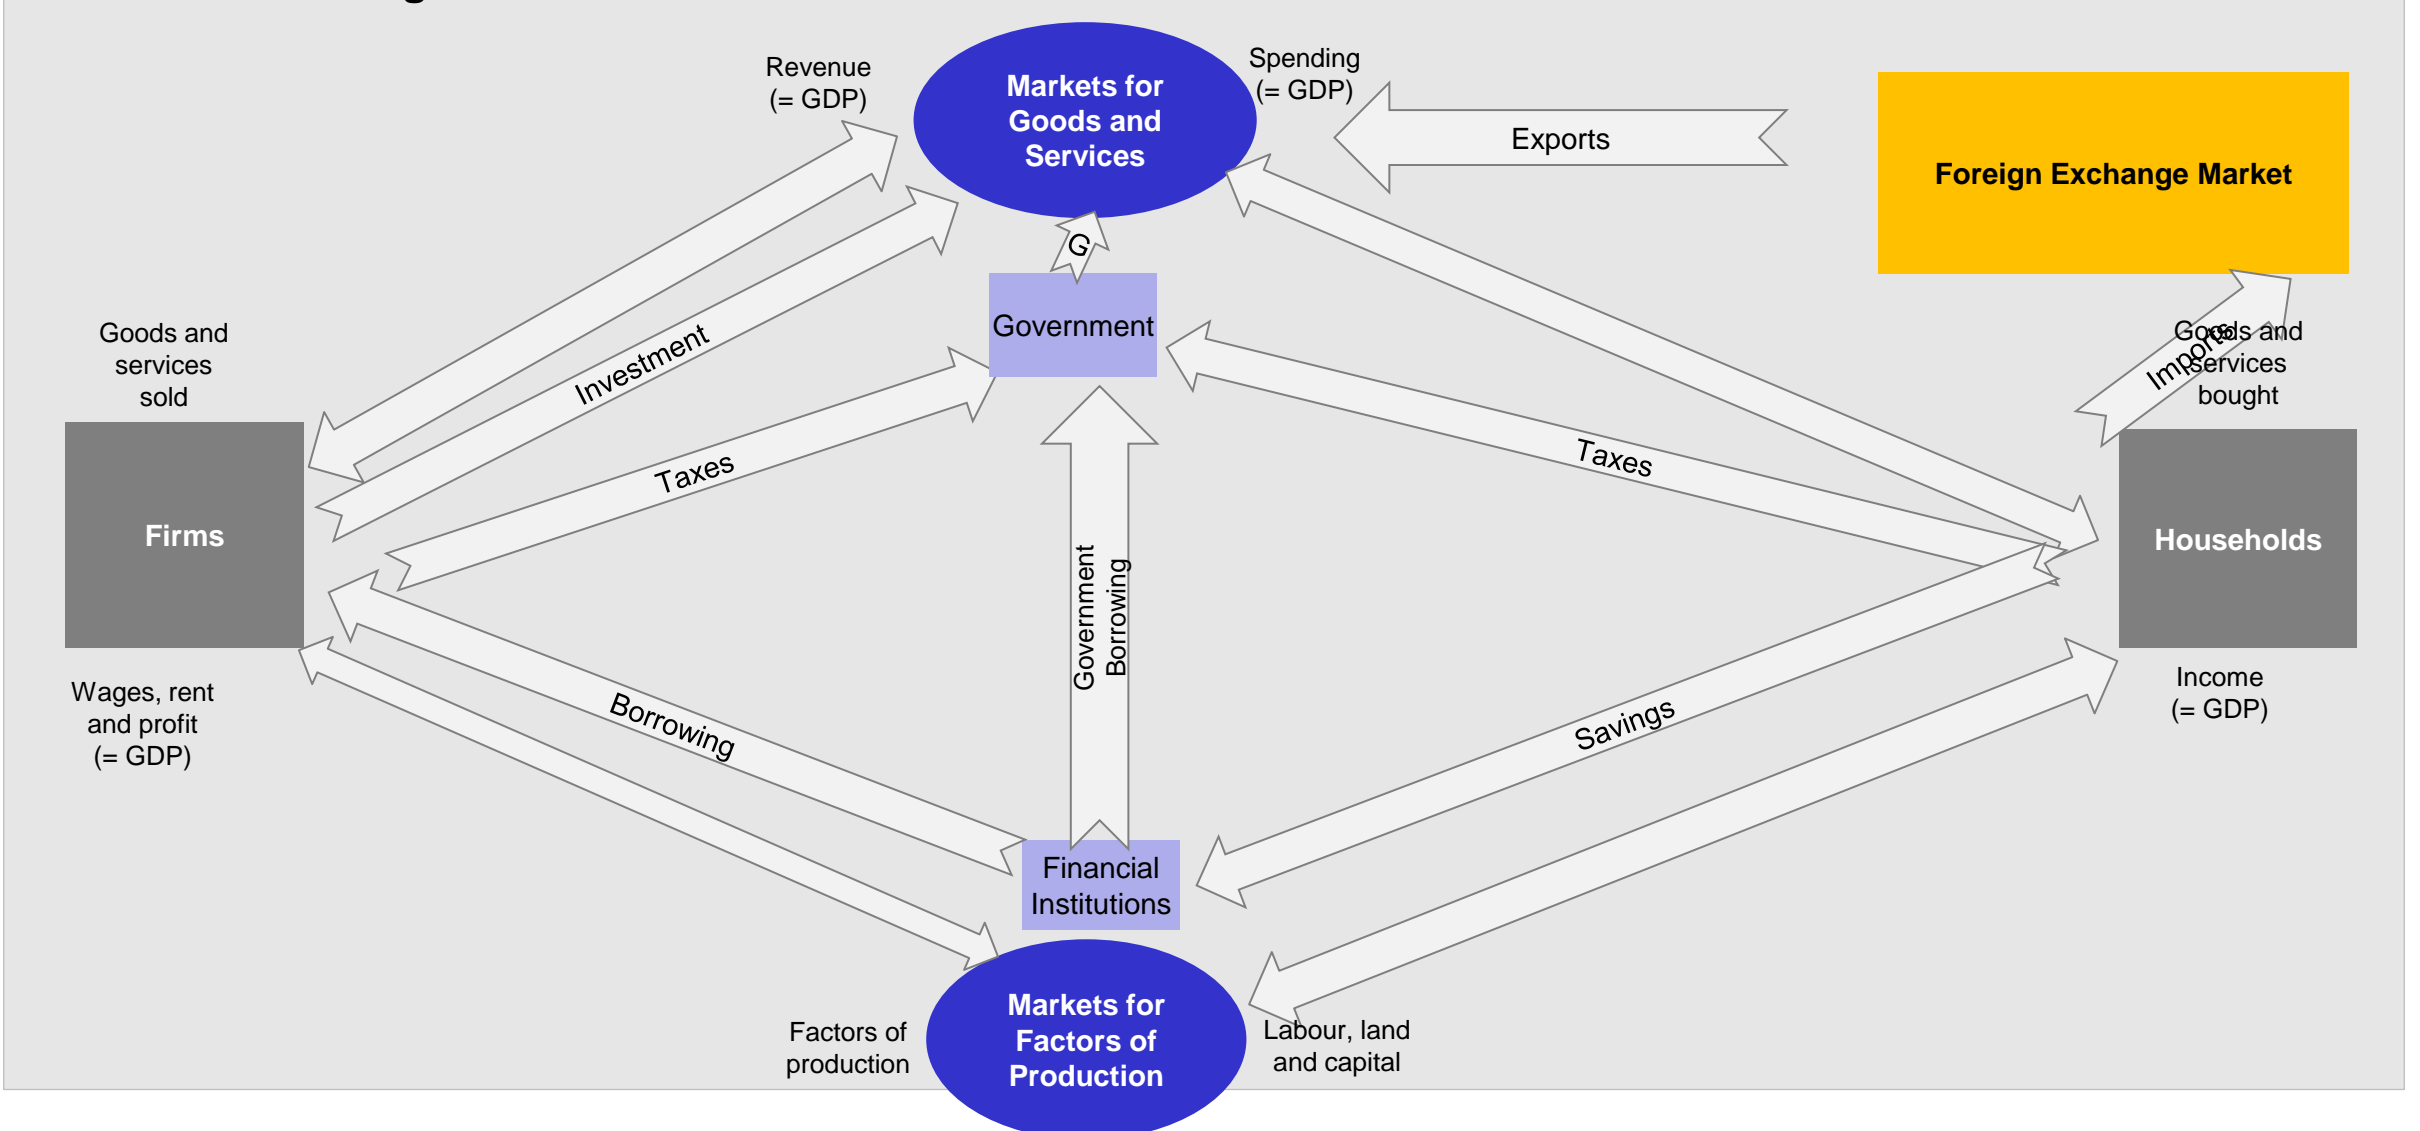 Revenue
(= GDP)
Markets for
Goods and
Services
Spending
(= GDP)
Exports
Foreign Exchange Market
G
Government
Goods and
services
sold
Investment
Taxes
Taxes
Imports
Goods and
services
bought
Firms
Households
Government
Borrowing
Wages, rent
and profit
(= GDP)
Borrowing
Savings
Income
(= GDP)
Financial
Institutions
Factors of
production
Markets for
Factors of
Production
Labour, land
and capital